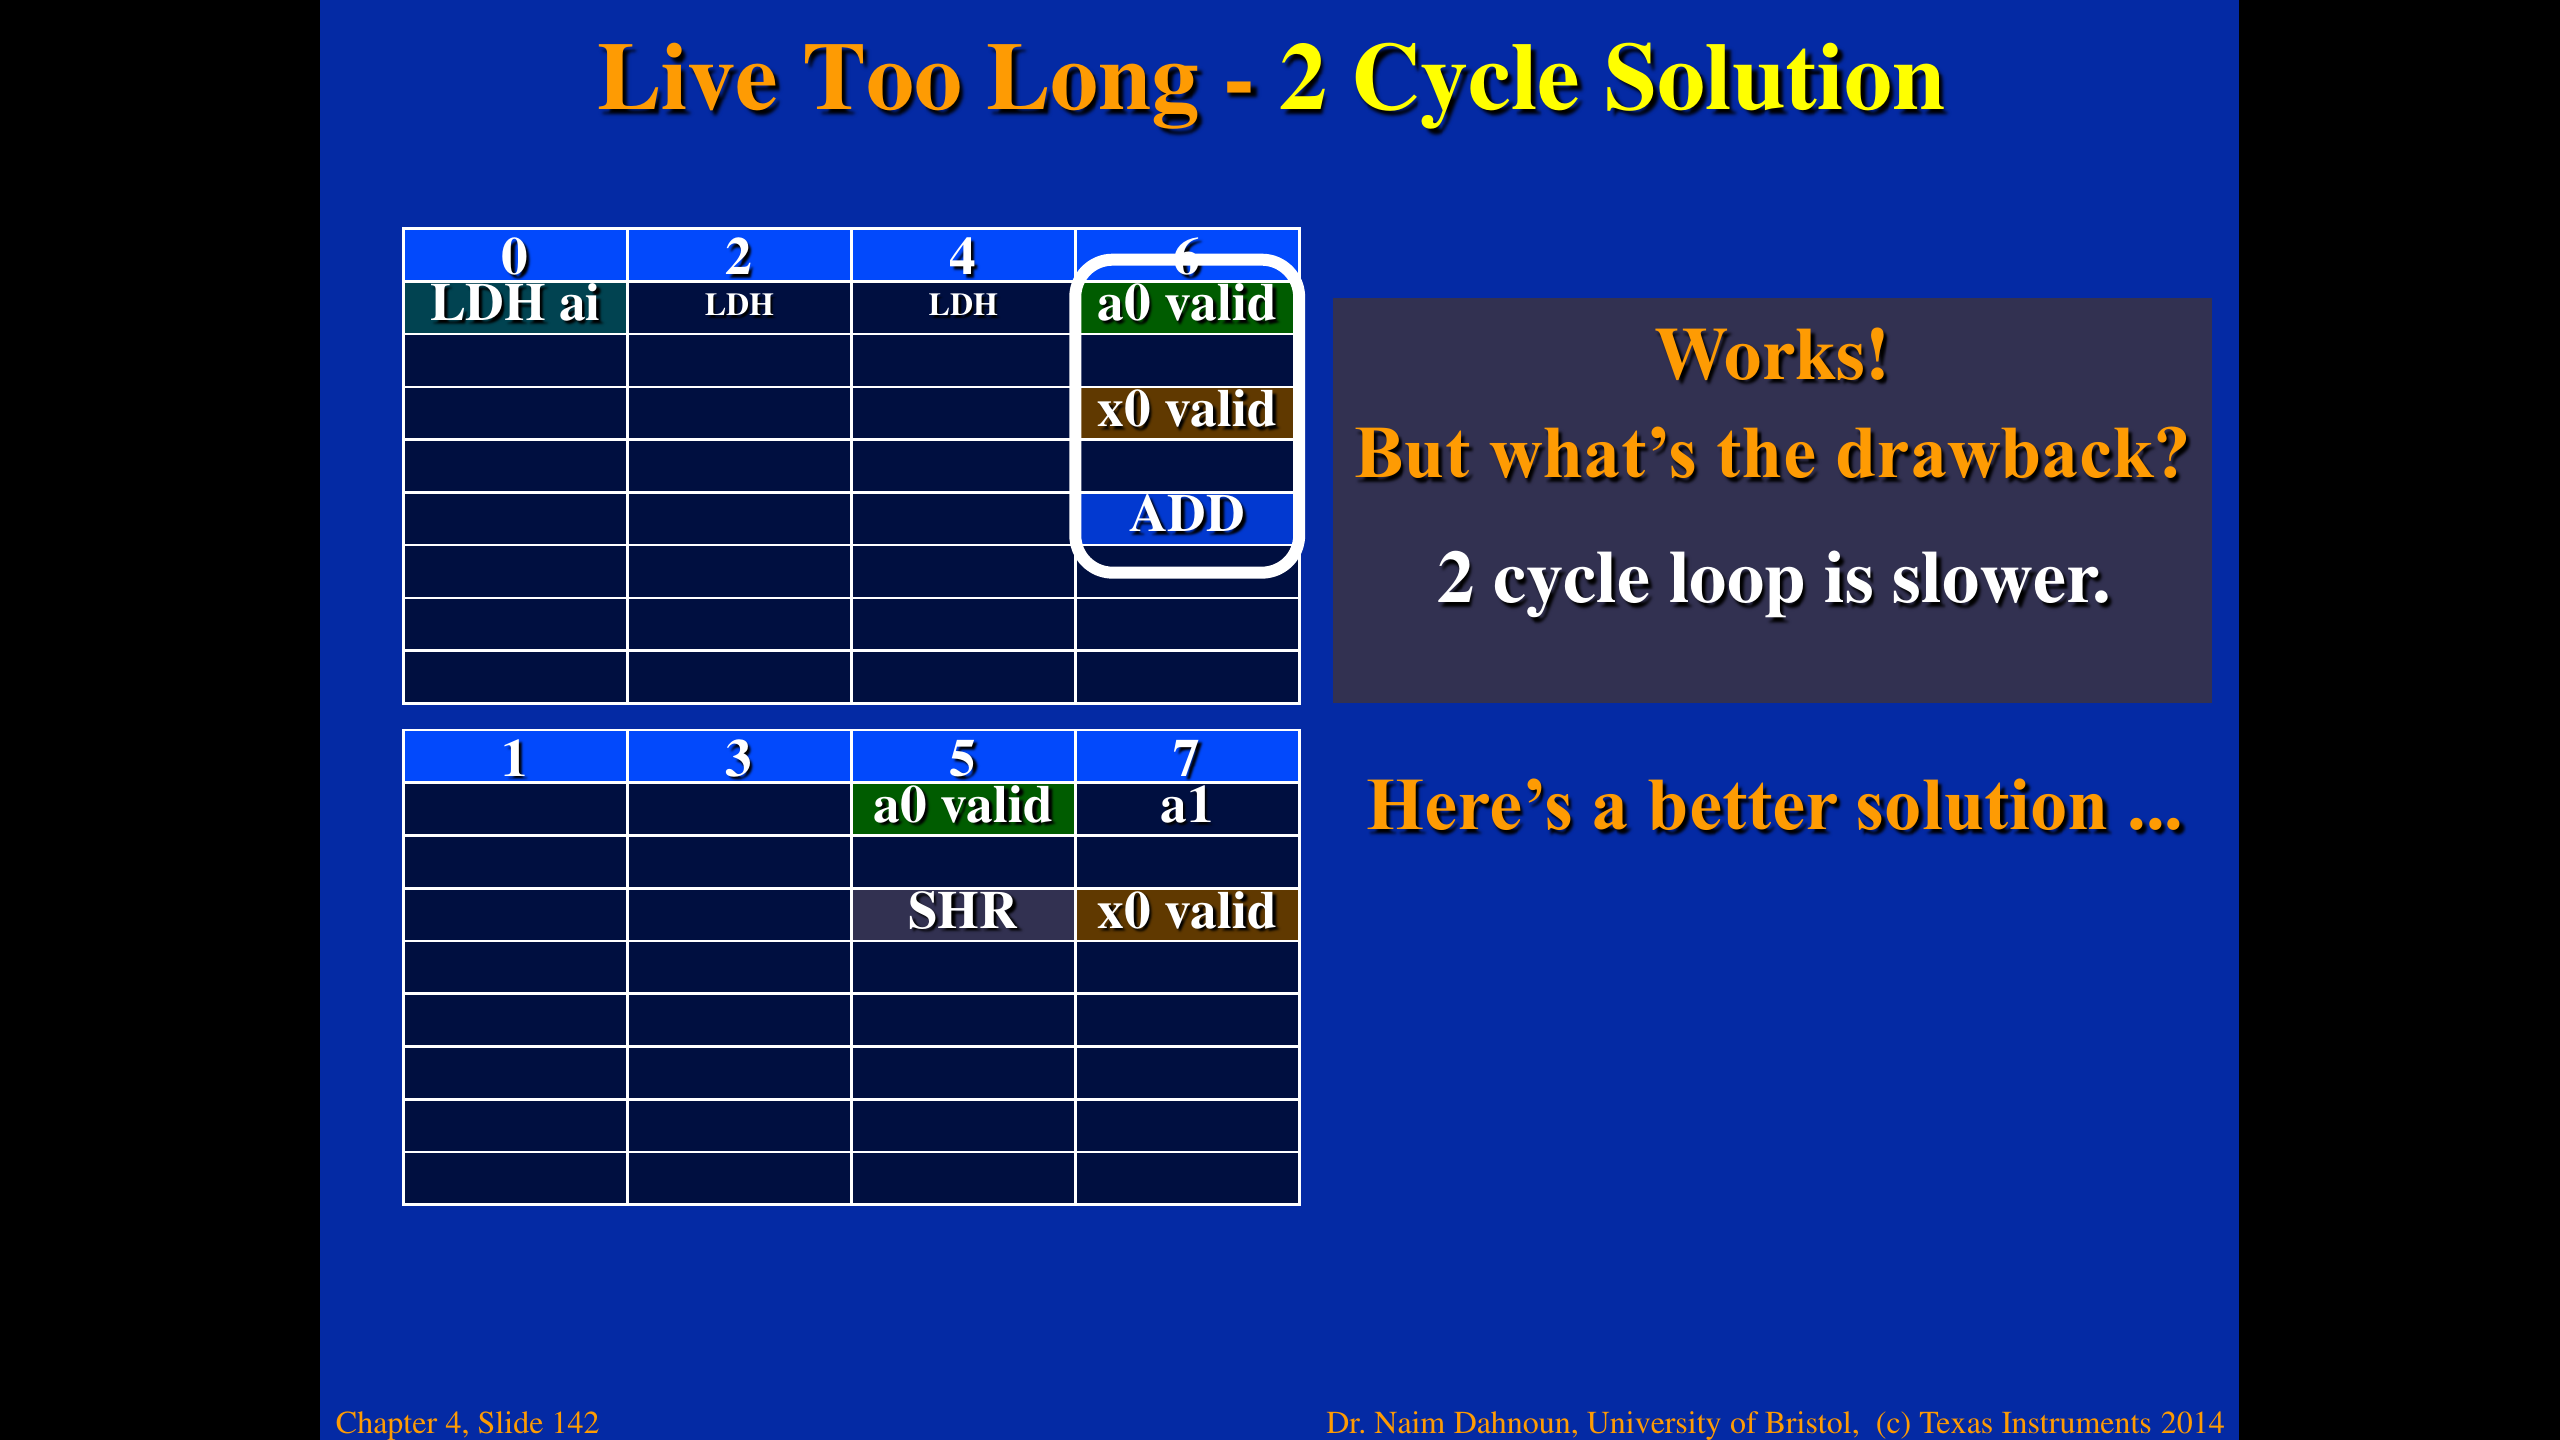 Live Too Long - 2 Cycle Solution
0 2 4 6
LDH ai LDH LDH a0 valid
x0 valid
ADD
Works!
But what’s the drawback?
2 cycle loop is slower.
1 3 5 7
a0 valid a1
SHR x0 valid
Here’s a better solution ...
Chapter 4, Slide 142
Dr. Naim Dahnoun, University of Bristol, (c) Texas Instruments 2014